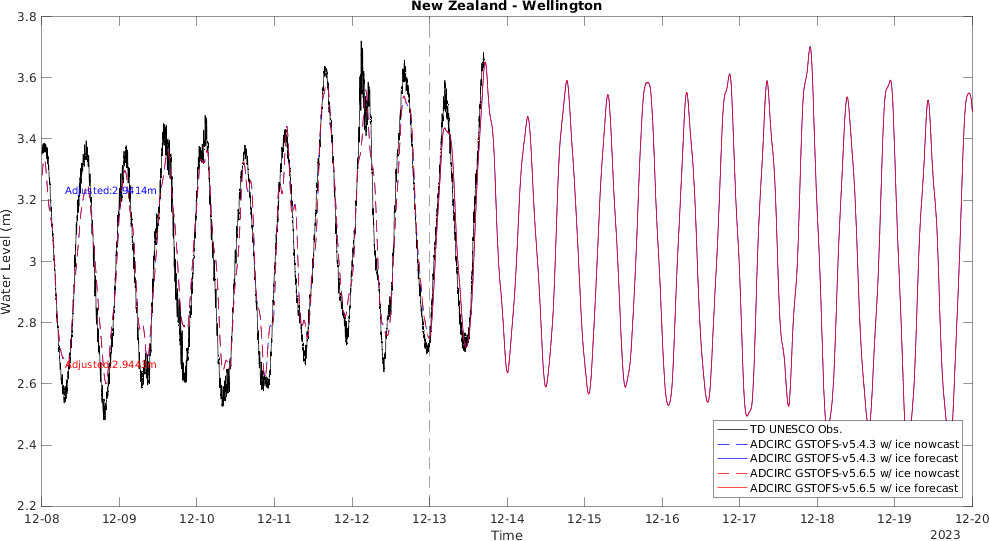 New Zealand - Wellington
3.8
3.6
3.4
3.2
3
2.8
2.6
2.4
2.2
Water Level (m)
Adjusted:2.9414m
Adjusted:2.9447m
TD UNESCO Obs.
ADCIRC GSTOFS-v5.4.3 w/ ice nowcast
ADCIRC GSTOFS-v5.4.3 w/ ice forecast
ADCIRC GSTOFS-v5.6.5 w/ ice nowcast
ADCIRC GSTOFS-v5.6.5 w/ ice forecast
12-08 12-09 12-10 12-11 12-12 12-13 12-14 12-15 12-16 12-17 12-18 12-19 12-20
Time
2023